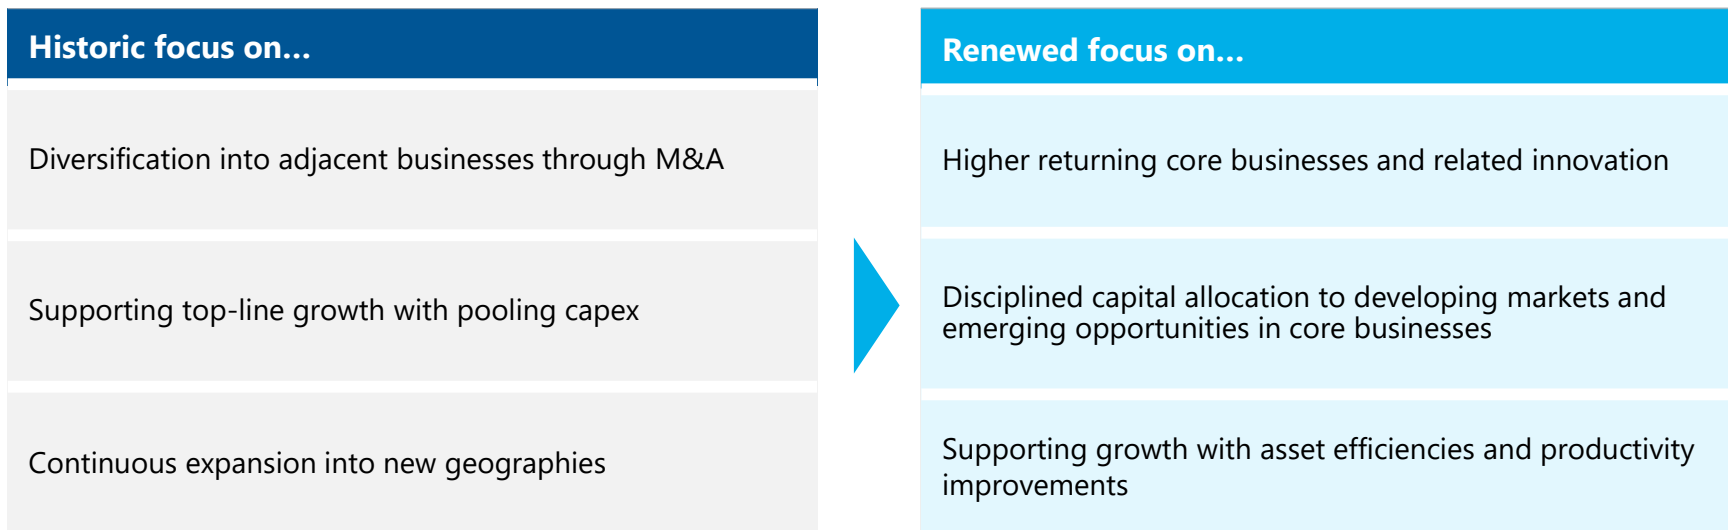 Historic focus on...
Diversification into adjacent businesses through M&A
Supporting top-line growth with pooling capex
Continuous expansion into new geographies
Renewed focus on...
Higher returning core businesses and related innovation
Disciplined capital allocation to developing markets and
emerging opportunities in core businesses
Supporting growth with asset efficiencies and productivity
improvements